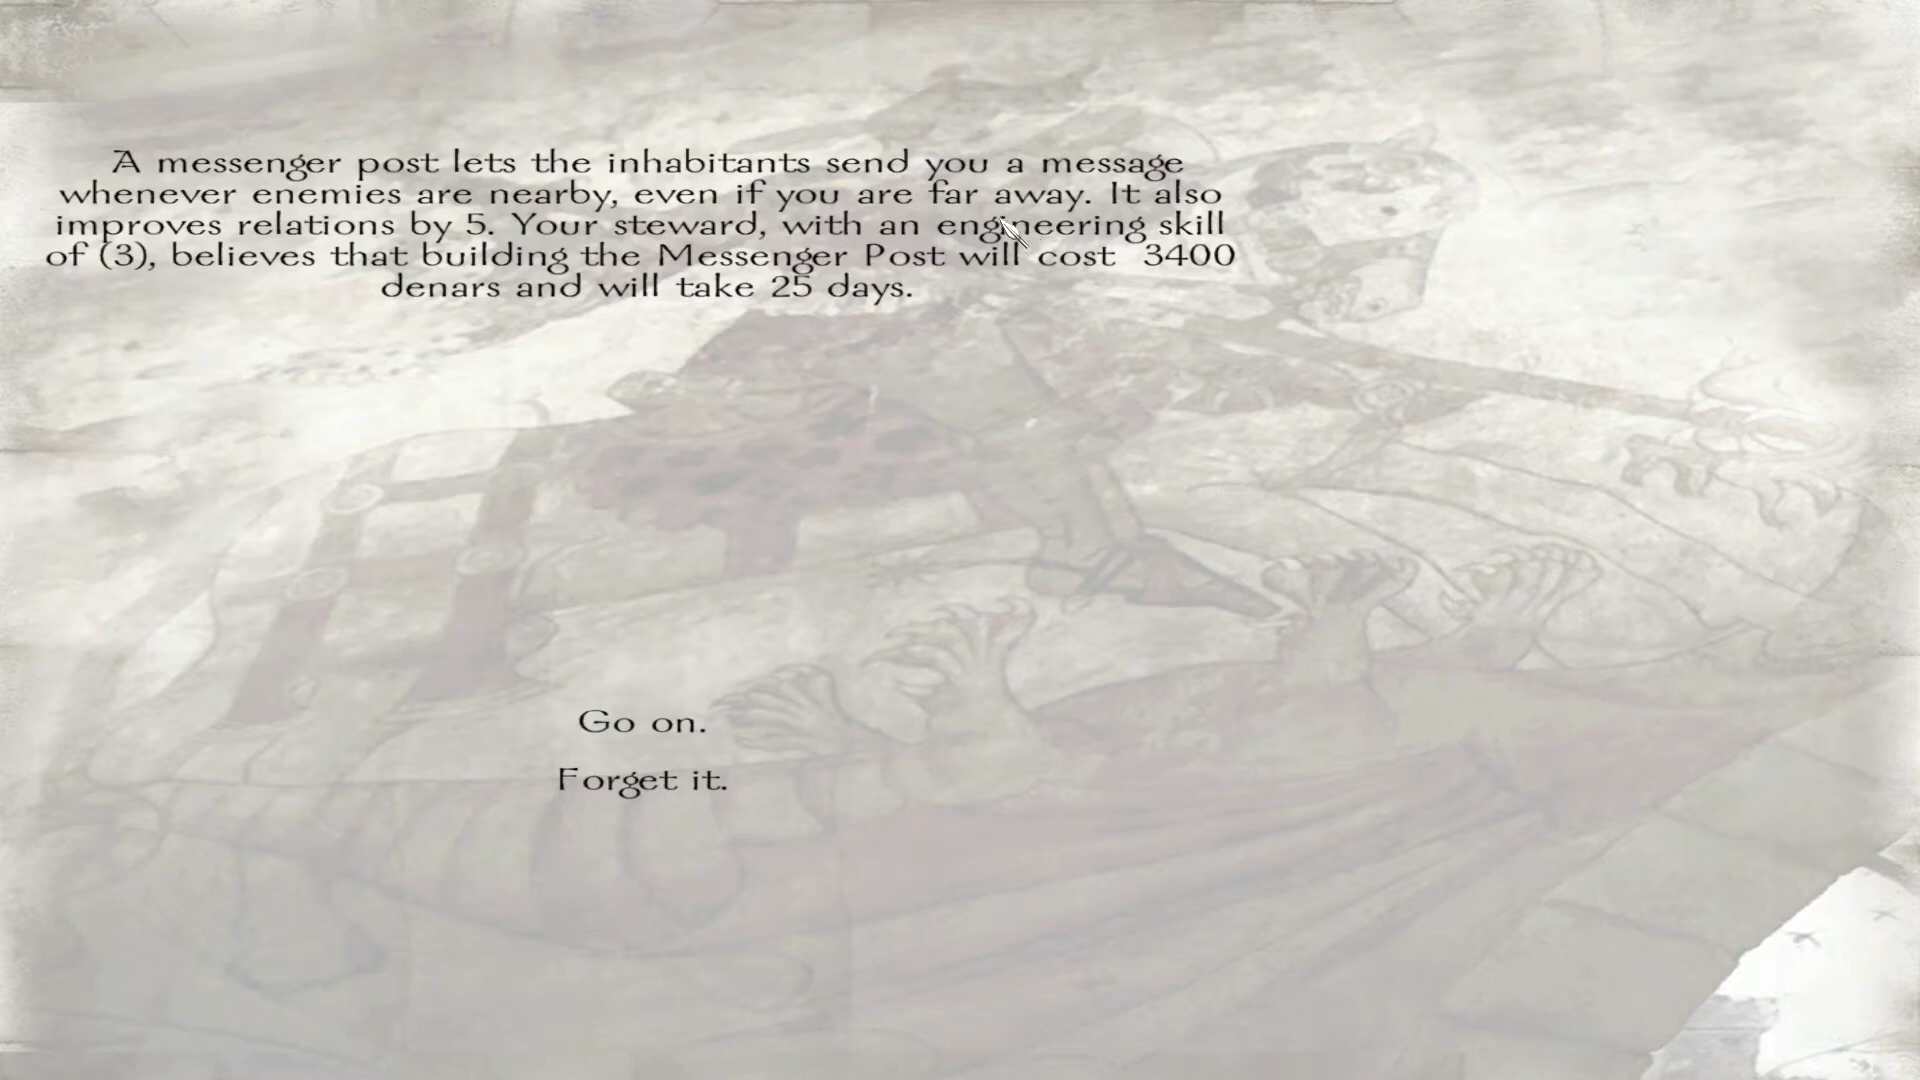 A messenger post lets the inhabitants send you a message
whenever enemies are nearby, even if you are far away. It also
improves relations by 5. Your steward, with an engineering skill
of (3), believes that building the Messenger Post will cost  3400
denars and will take 25 days.
Go on.
Forget it.